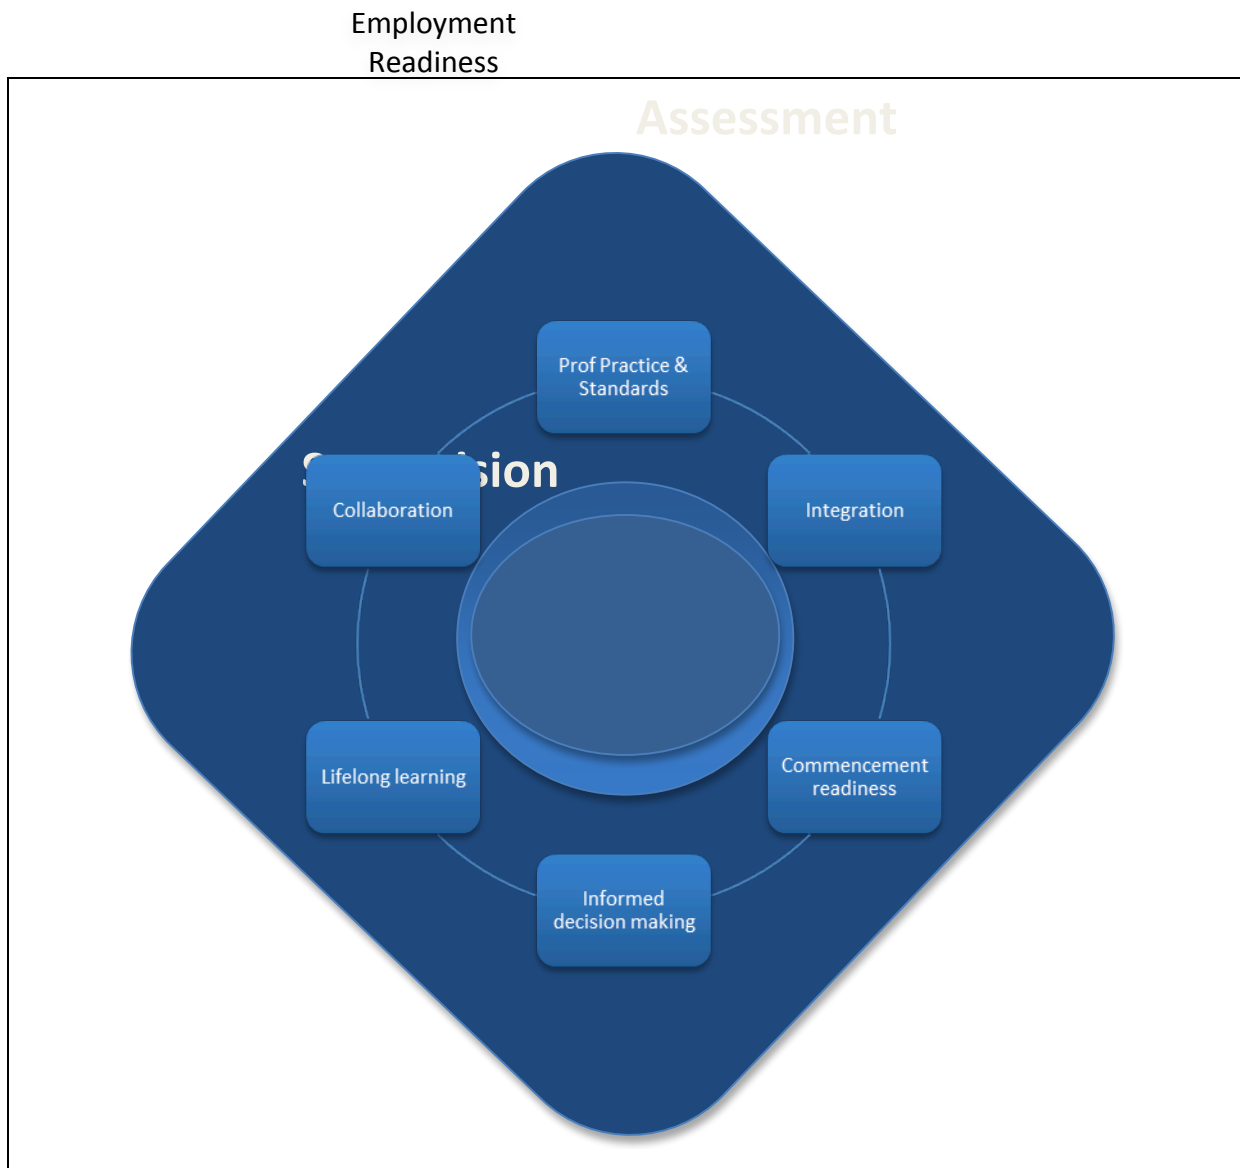 Employment
Readiness
Assessment
Prof Practice &
Standards
Collaboration
Integration
Lifelong learning
Commencement
readiness
Informed
decision making